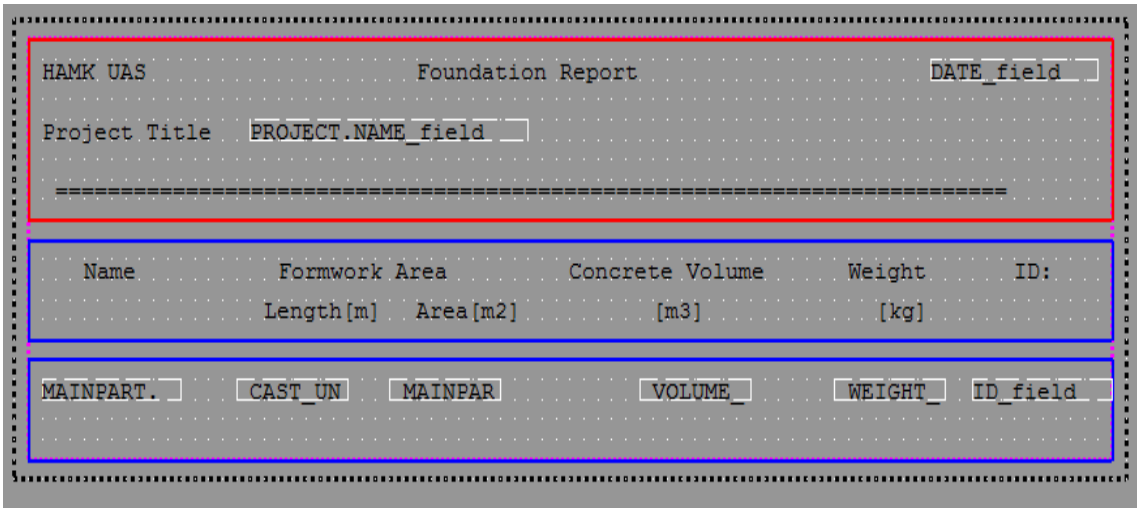 HAMK UAS Foundation Report DATE_field
Project Title PROJECT.NAME_field
=========================================================================
Name Formwork Area Concrete Volume Weight ID:
Length[m] Area[m2] [m3] [kg]
MAINPART. CAST_UN MAINPAR VOLUME_ WEIGHT_ ID_field